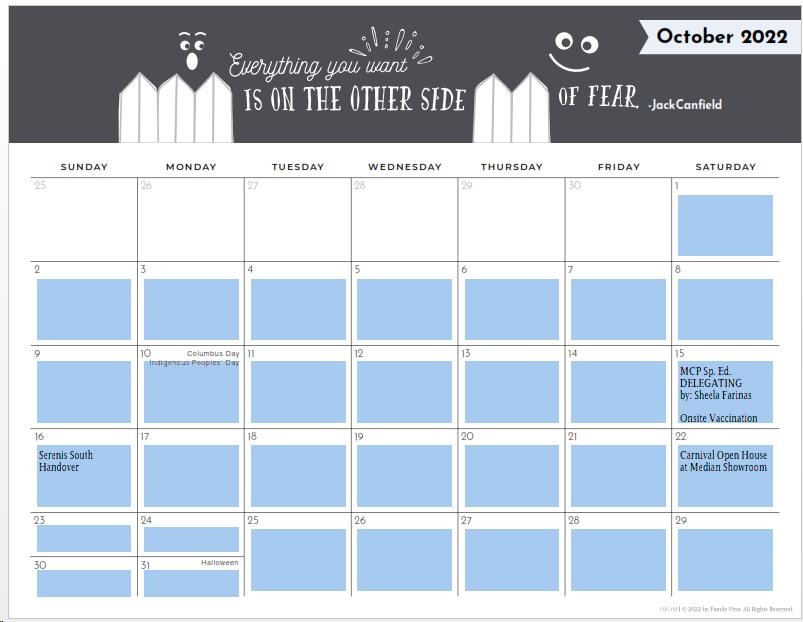 October 2022
Everything you want
IS ON THE OTHER SIDE
OF FEAR.
-JackCanfield
SUNDAY MONDAY TUESDAY WEDNESDAY THURSDAY FRIDAY SATURDAY
25 26 27 28 29 30 1
2 3 4 5 6 7 8
9 10 11 12 13 14 15
Columbus Day
Indigenous Peoples' Day
MCP Sp. Ed.
DELEGATING
by: Sheela Farinas
Onsite Vaccination
16 17 18 19 20 21 22
Serenis South
Handover
Carnival Open House
at Median Showroom
23 24 25 26 27 28 29
30 31
Halloween
iMOM | © 2022 by Family First. All Rights Reserved.